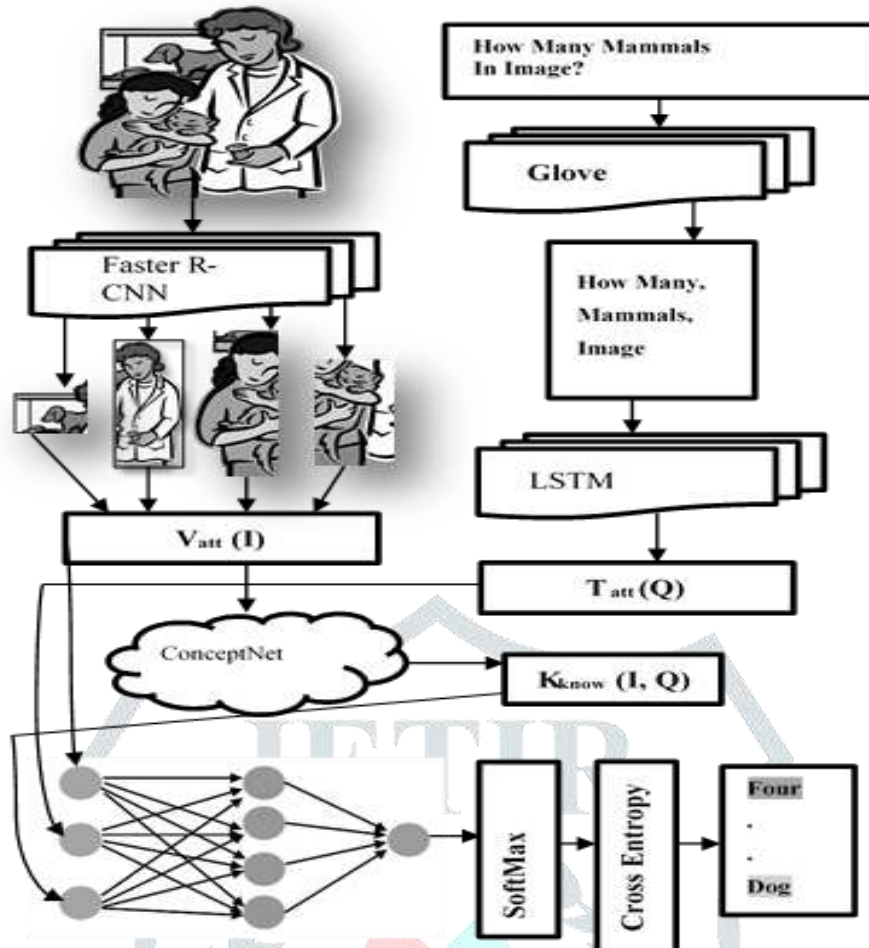 How Many Mammals
In Image?
Glove
Faster R-
CNN
How Many,
Mammals,
Image
LSTM
Vatt (I)
Tatt (Q)
ConceptNet
Kknow (I, Q)
JETIR
SoftMax
Cross Entropy
Four
.
.
Dog